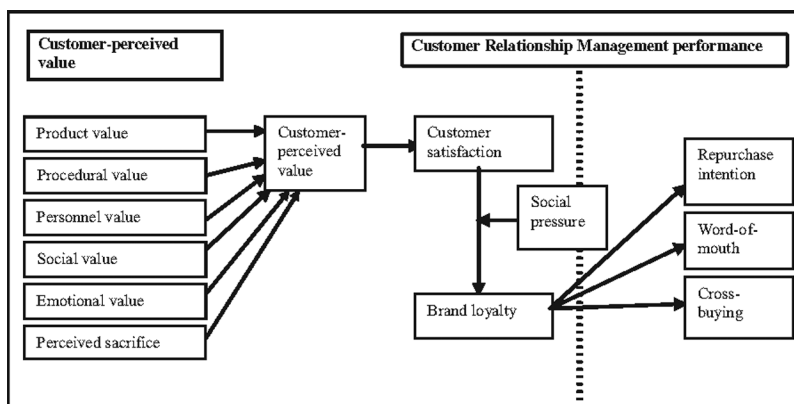 Customer-perceived
value
Customer Relationship Management performance
Product value
Procedural value
Personnel value
Social value
Emotional value
Perceived sacrifice
Customer-
perceived
value
Customer
satisfaction
Social
pressure
Brand loyalty
Repurchase
intention
Word-of-
mouth
Cross-
buying